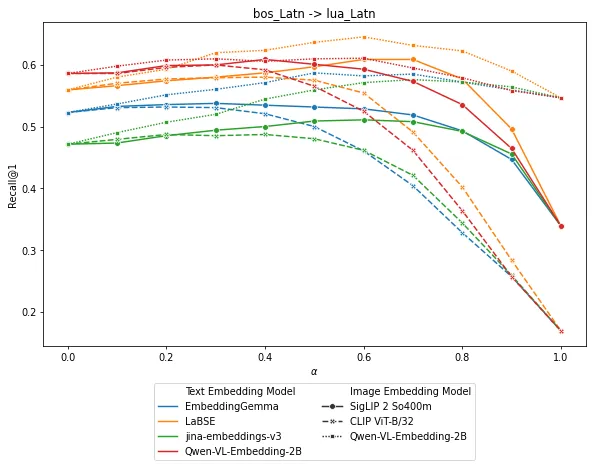 bos_Latn -> lua_Latn
Recall@1
0.6
0.5
0.4
0.3
0.2
0.0 0.2 0.4 0.6 0.8 1.0
α
Text Embedding Model Image Embedding Model
EmbeddingGemma SigLIP 2 So400m
LaBSE CLIP ViT-B/32
jina-embeddings-v3 Qwen-VL-Embedding-2B
Qwen-VL-Embedding-2B